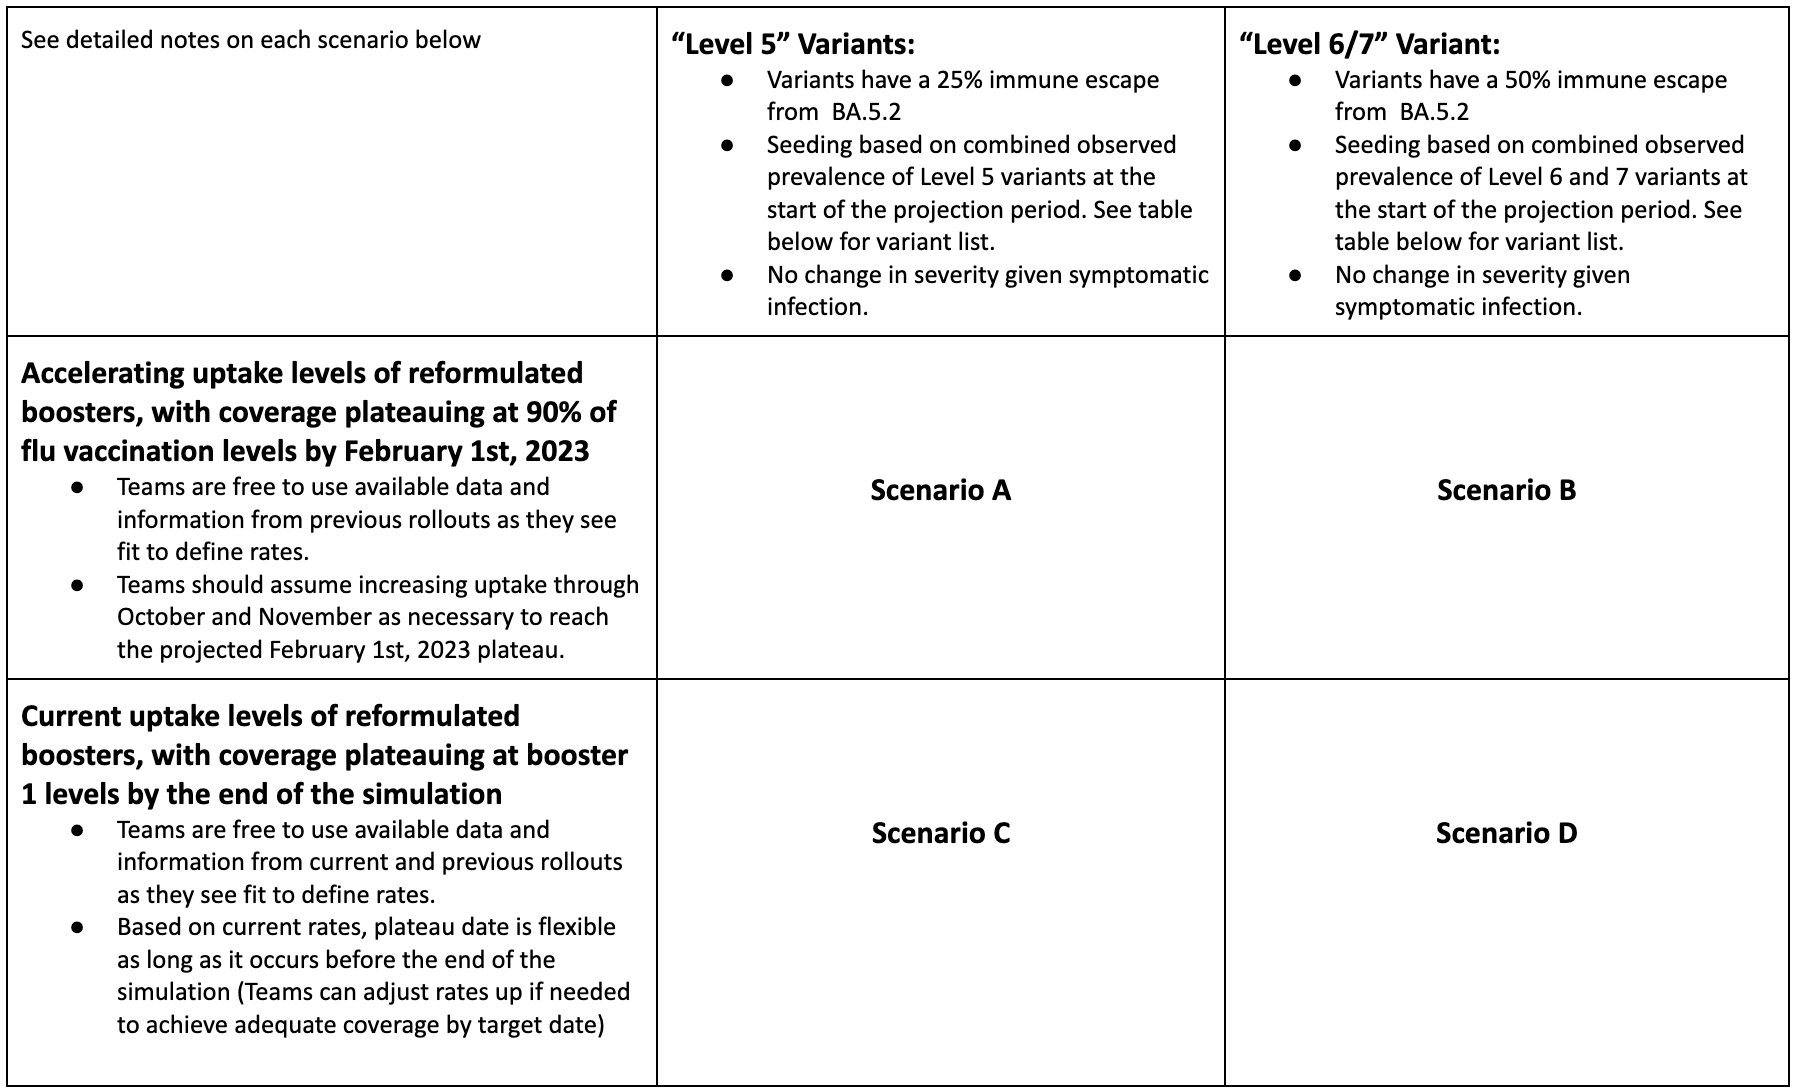 See detailed notes on each scenario below
“Level 5” Variants:
● Variants have a 25% immune escape
from  BA.5.2
● Seeding based on combined observed
prevalence of Level 5 variants at the
start of the projection period. See table
below for variant list.
● No change in severity given symptomatic
infection.
“Level 6/7” Variant:
● Variants have a 50% immune escape
from  BA.5.2
● Seeding based on combined observed
prevalence of Level 6 and 7 variants at
the start of the projection period. See
table below for variant list.
● No change in severity given
symptomatic infection.
Accelerating uptake levels of reformulated
boosters, with coverage plateauing at 90% of
flu vaccination levels by February 1st, 2023
● Teams are free to use available data and
information from previous rollouts as they see
fit to define rates.
● Teams should assume increasing uptake through
October and November as necessary to reach
the projected February 1st, 2023 plateau.
Scenario A
Scenario B
Current uptake levels of reformulated
boosters, with coverage plateauing at booster
1 levels by the end of the simulation
● Teams are free to use available data and
information from current and previous rollouts
as they see fit to define rates.
● Based on current rates, plateau date is flexible
as long as it occurs before the end of the
simulation (Teams can adjust rates up if needed
to achieve adequate coverage by target date)
Scenario C
Scenario D